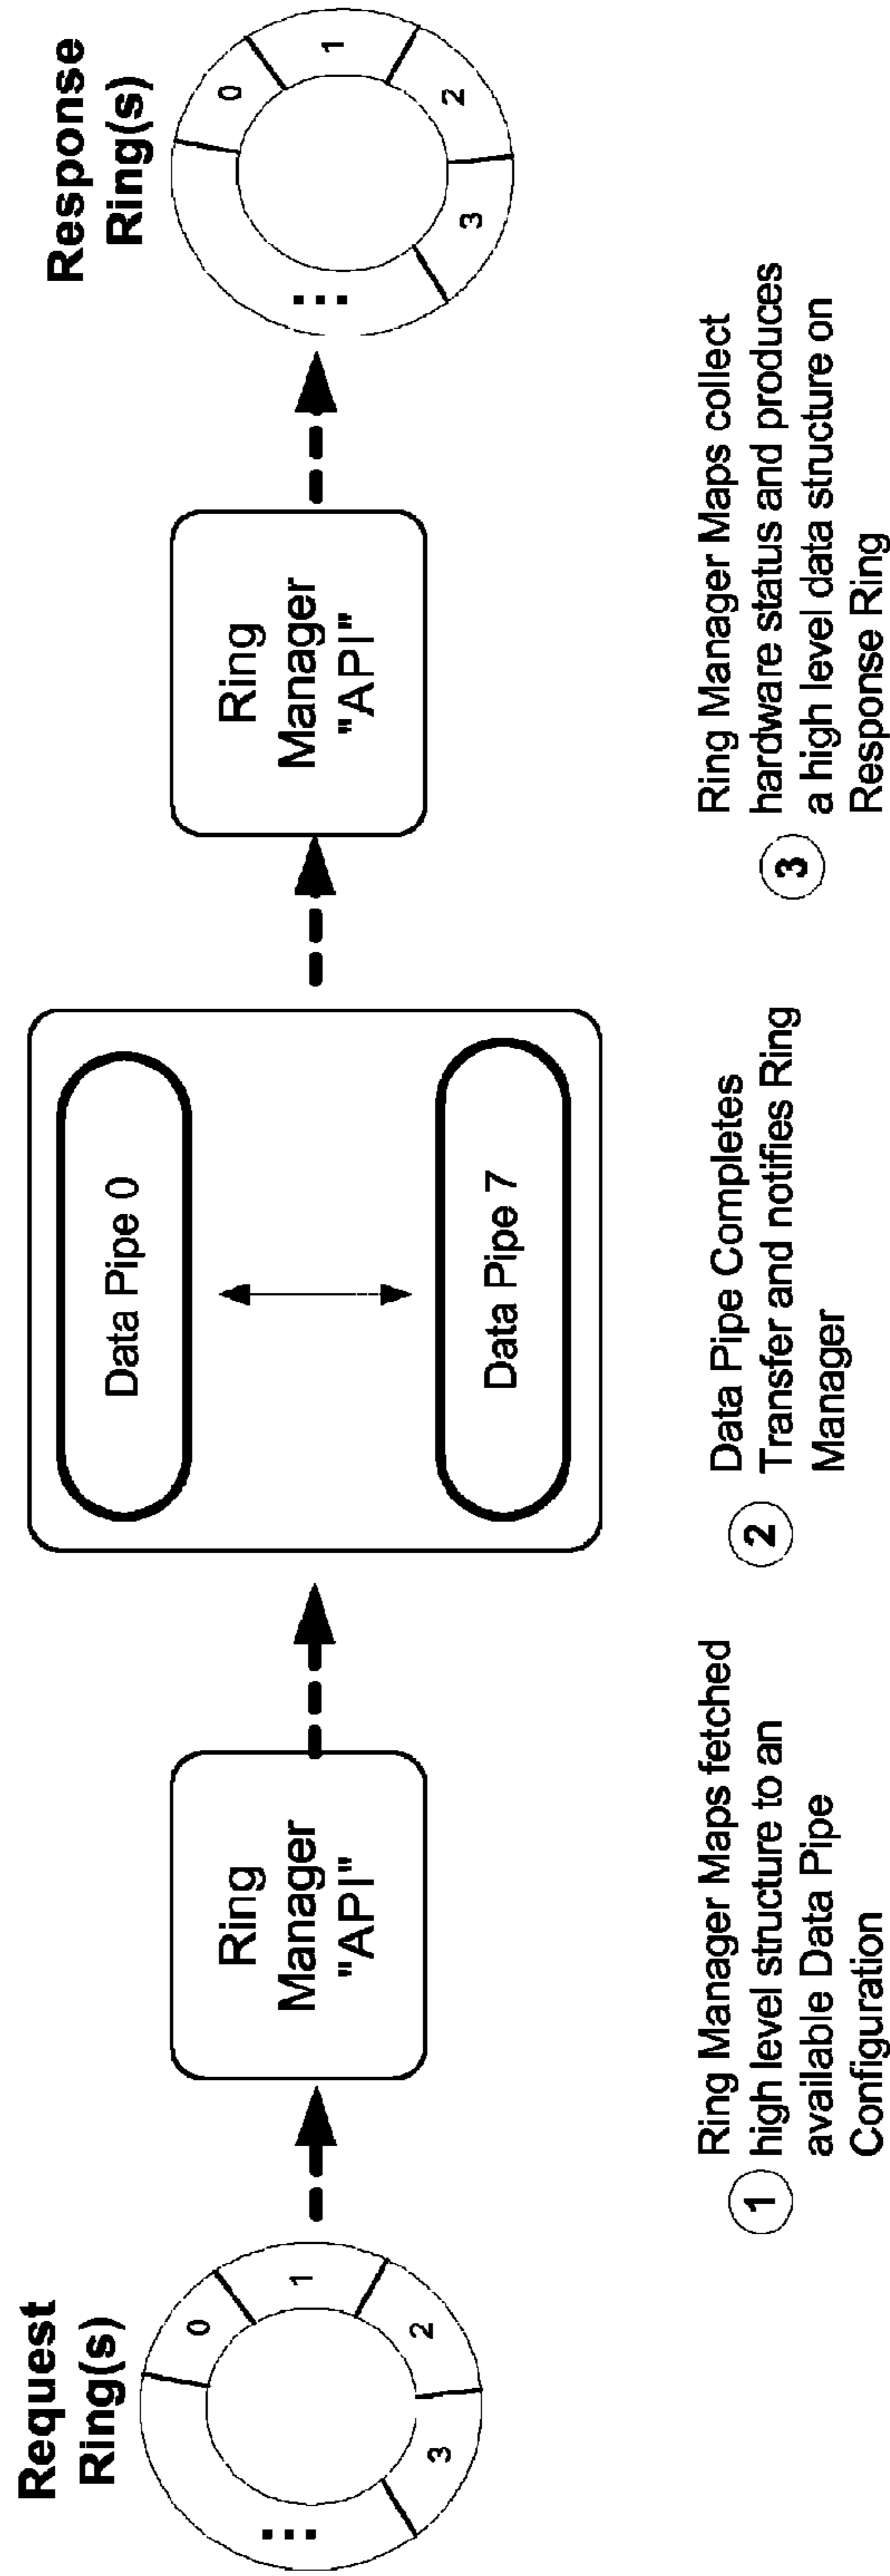 Request
Ring(s)
0
1
2
3
...
Ring
Manager
"API"
Data Pipe 0
Data Pipe 7
Ring
Manager
"API"
Response
Ring(s)
0
1
2
3
...
1
Ring Manager Maps fetched
high level structure to an
available Data Pipe
Configuration
2
Data Pipe Completes
Transfer and notifies Ring
Manager
3
Ring Manager Maps collect
hardware status and produces
a high level data structure on
Response Ring